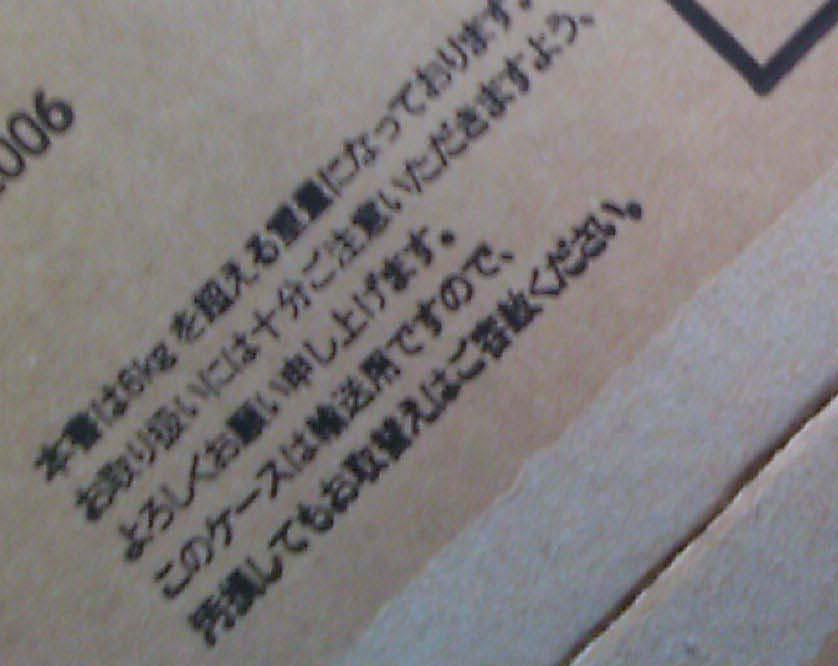 006
本書は6kgを超える重量になっております。
お取り扱いには十分ご注意いただきますよう、
よろしくお願い申し上げます。
このケースは輸送用ですので、
汚損してもお取替えはご容赦ください。